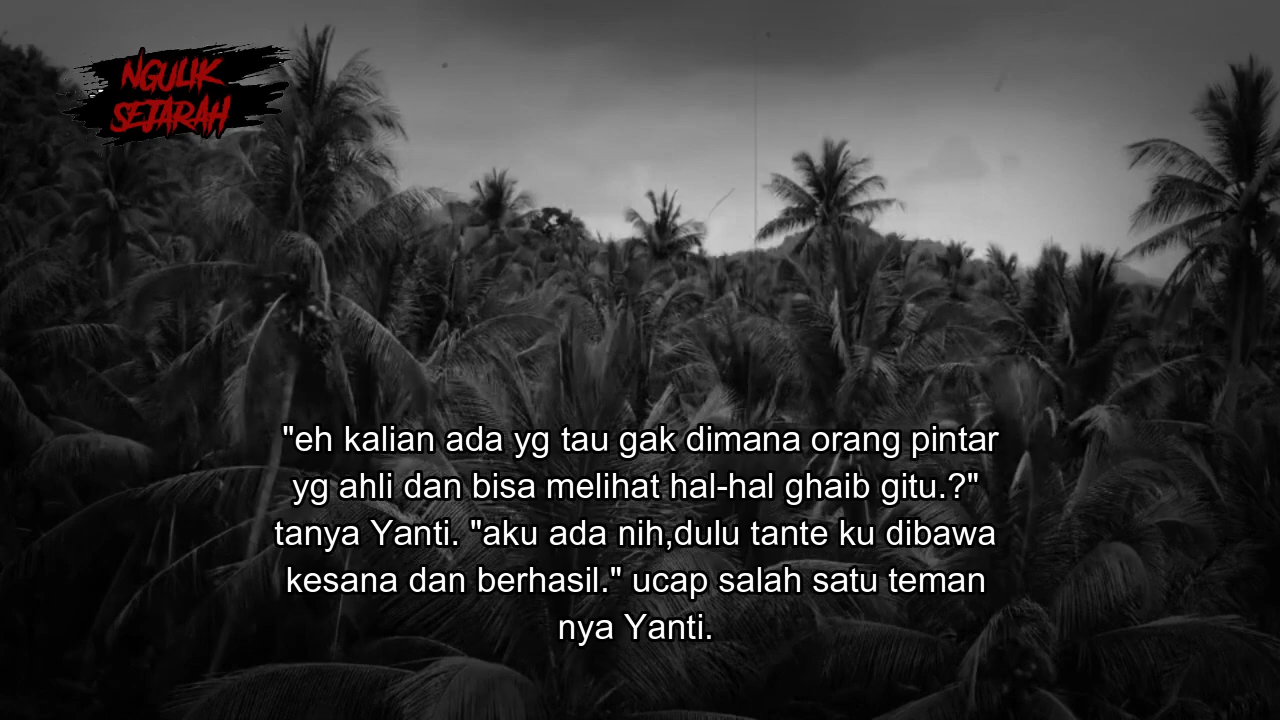 NGULIK
SEJARAH
"eh kalian ada yg tau gak dimana orang pintar
yg ahli dan bisa melihat hal-hal ghaib gitu.?"
tanya Yanti. "aku ada nih,dulu tante ku dibawa
kesana dan berhasil." ucap salah satu teman
nya Yanti.